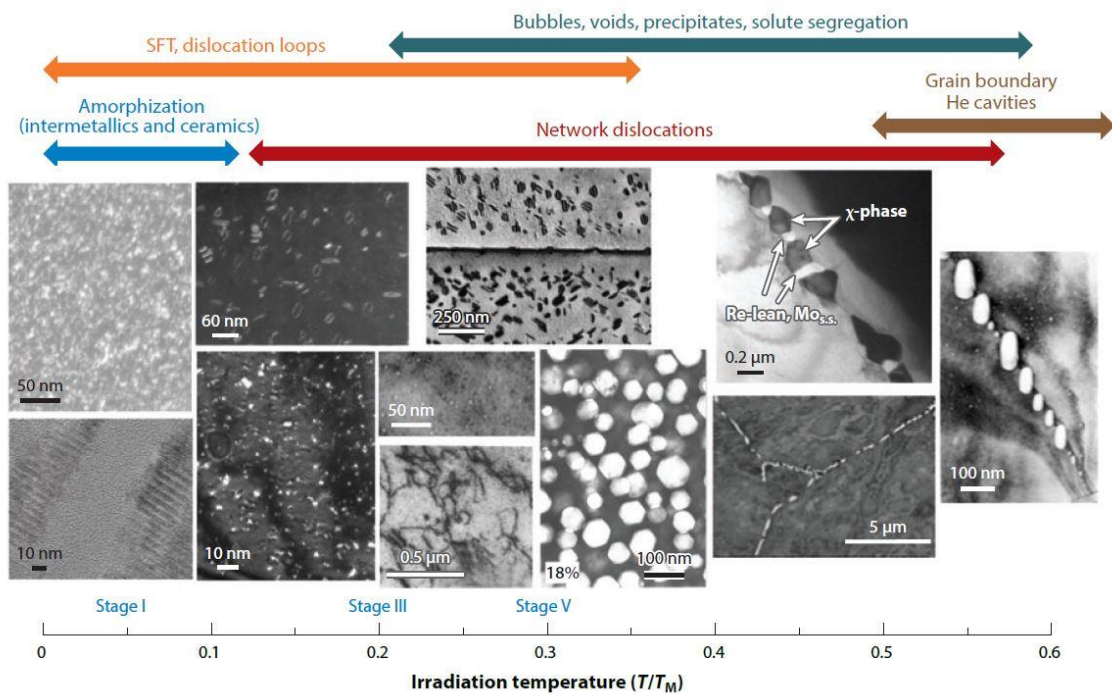 Bubbles, voids, precipitates, solute segregation
SFT, dislocation loops
Grain boundary
He cavities
Amorphization
(intermetallics and ceramics)
Network dislocations
χ-phase
Re-lean, Mos.s.
60 nm
250 nm
0.2 μm
50 nm
50 nm
100 nm
10 nm
10 nm
0.5 μm
18%
100 nm
5 μm
Stage I
Stage III
Stage V
0
0.1
0.2
0.3
0.4
0.5
0.6
Irradiation temperature (T/TM)